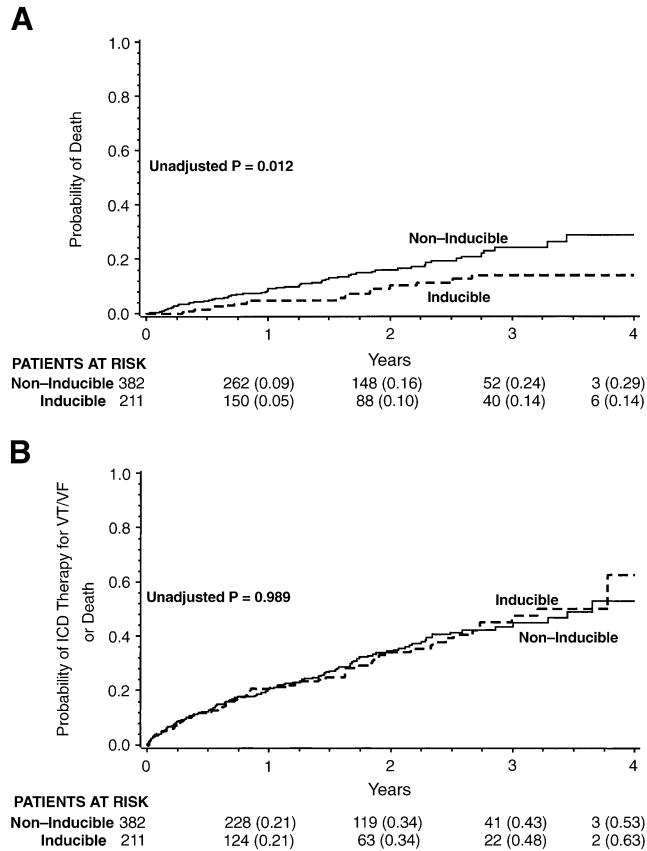 A
1.0
0.8
0.6
0.4
0.2
0.0
Probability of Death
Unadjusted P = 0.012
Non–Inducible
Inducible
0 1 2 3 4
Years
PATIENTS AT RISK
Non–Inducible 382 262 (0.09) 148 (0.16) 52 (0.24) 3 (0.29)
Inducible 211 150 (0.05) 88 (0.10) 40 (0.14) 6 (0.14)
B
1.0
0.8
0.6
0.4
0.2
0.0
Probability of ICD Therapy for VT/VF
or Death
Unadjusted P = 0.989
Inducible
Non–Inducible
0 1 2 3 4
Years
PATIENTS AT RISK
Non–Inducible 382 228 (0.21) 119 (0.34) 41 (0.43) 3 (0.53)
Inducible 211 124 (0.21) 63 (0.34) 22 (0.48) 2 (0.63)